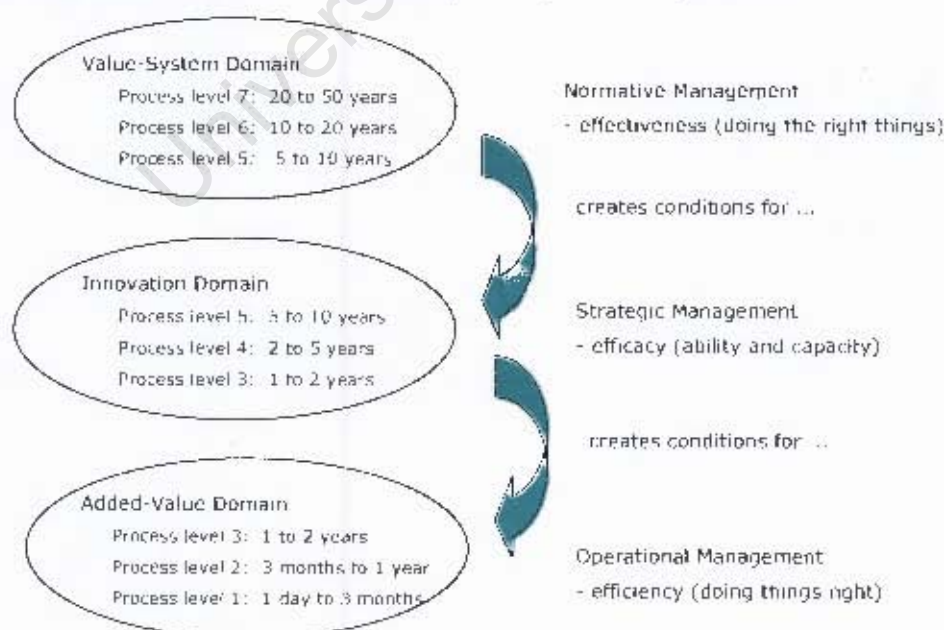 Value-System Domain
Process level 7: 20 to 50 years
Process level 6: 10 to 20 years
Process level 5: 5 to 10 years
Normative Management
- effectiveness (doing the right things)
creates conditions for ...
Innovation Domain
Process level 5: 5 to 10 years
Process level 4: 2 to 5 years
Process level 3: 1 to 2 years
Strategic Management
- efficacy (ability and capacity)
creates conditions for ...
Added-Value Domain
Process level 3: 1 to 2 years
Process level 2: 3 months to 1 year
Process level 1: 1 day to 3 months
Operational Management
- efficiency (doing things right)